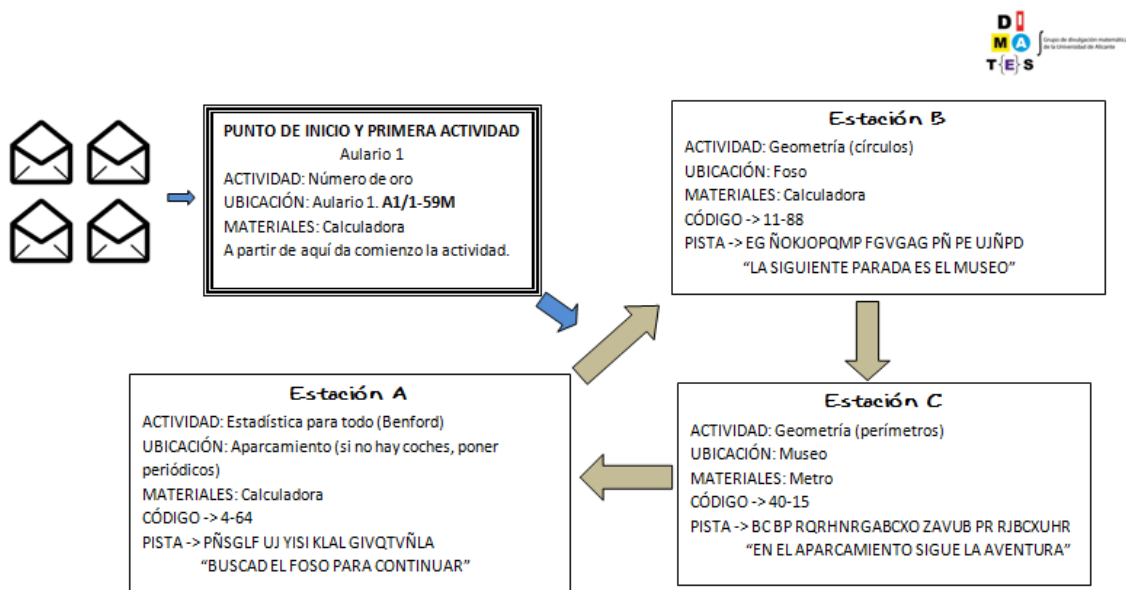 D I
M A
T{E}S
Grupo de divulgación matemática
de la Universidad de Alicante
PUNTO DE INICIO Y PRIMERA ACTIVIDAD
Aulario 1
ACTIVIDAD: Número de oro
UBICACIÓN: Aulario 1. A1/1-59M
MATERIALES: Calculadora
A partir de aquí da comienzo la actividad.
Estación B
ACTIVIDAD: Geometría (círculos)
UBICACIÓN: Foso
MATERIALES: Calculadora
CÓDIGO -> 11-88
PISTA -> EG ÑOKJOPQMP FGVGAG PÑ PE UJÑPD
"LA SIGUIENTE PARADA ES EL MUSEO"
Estación A
ACTIVIDAD: Estadística para todo (Benford)
UBICACIÓN: Aparcamiento (si no hay coches, poner
periódicos)
MATERIALES: Calculadora
CÓDIGO -> 4-64
PISTA -> PÑSGLF UJ YISI KLAL GIVQTVÑLA
"BUSCAD EL FOSO PARA CONTINUAR"
Estación C
ACTIVIDAD: Geometría (perímetros)
UBICACIÓN: Museo
MATERIALES: Metro
CÓDIGO -> 40-15
PISTA -> BC BP RQRHNRGABCXO ZAVUB PR RJBCXUHR
"EN EL APARCAMIENTO SIGUE LA AVENTURA"